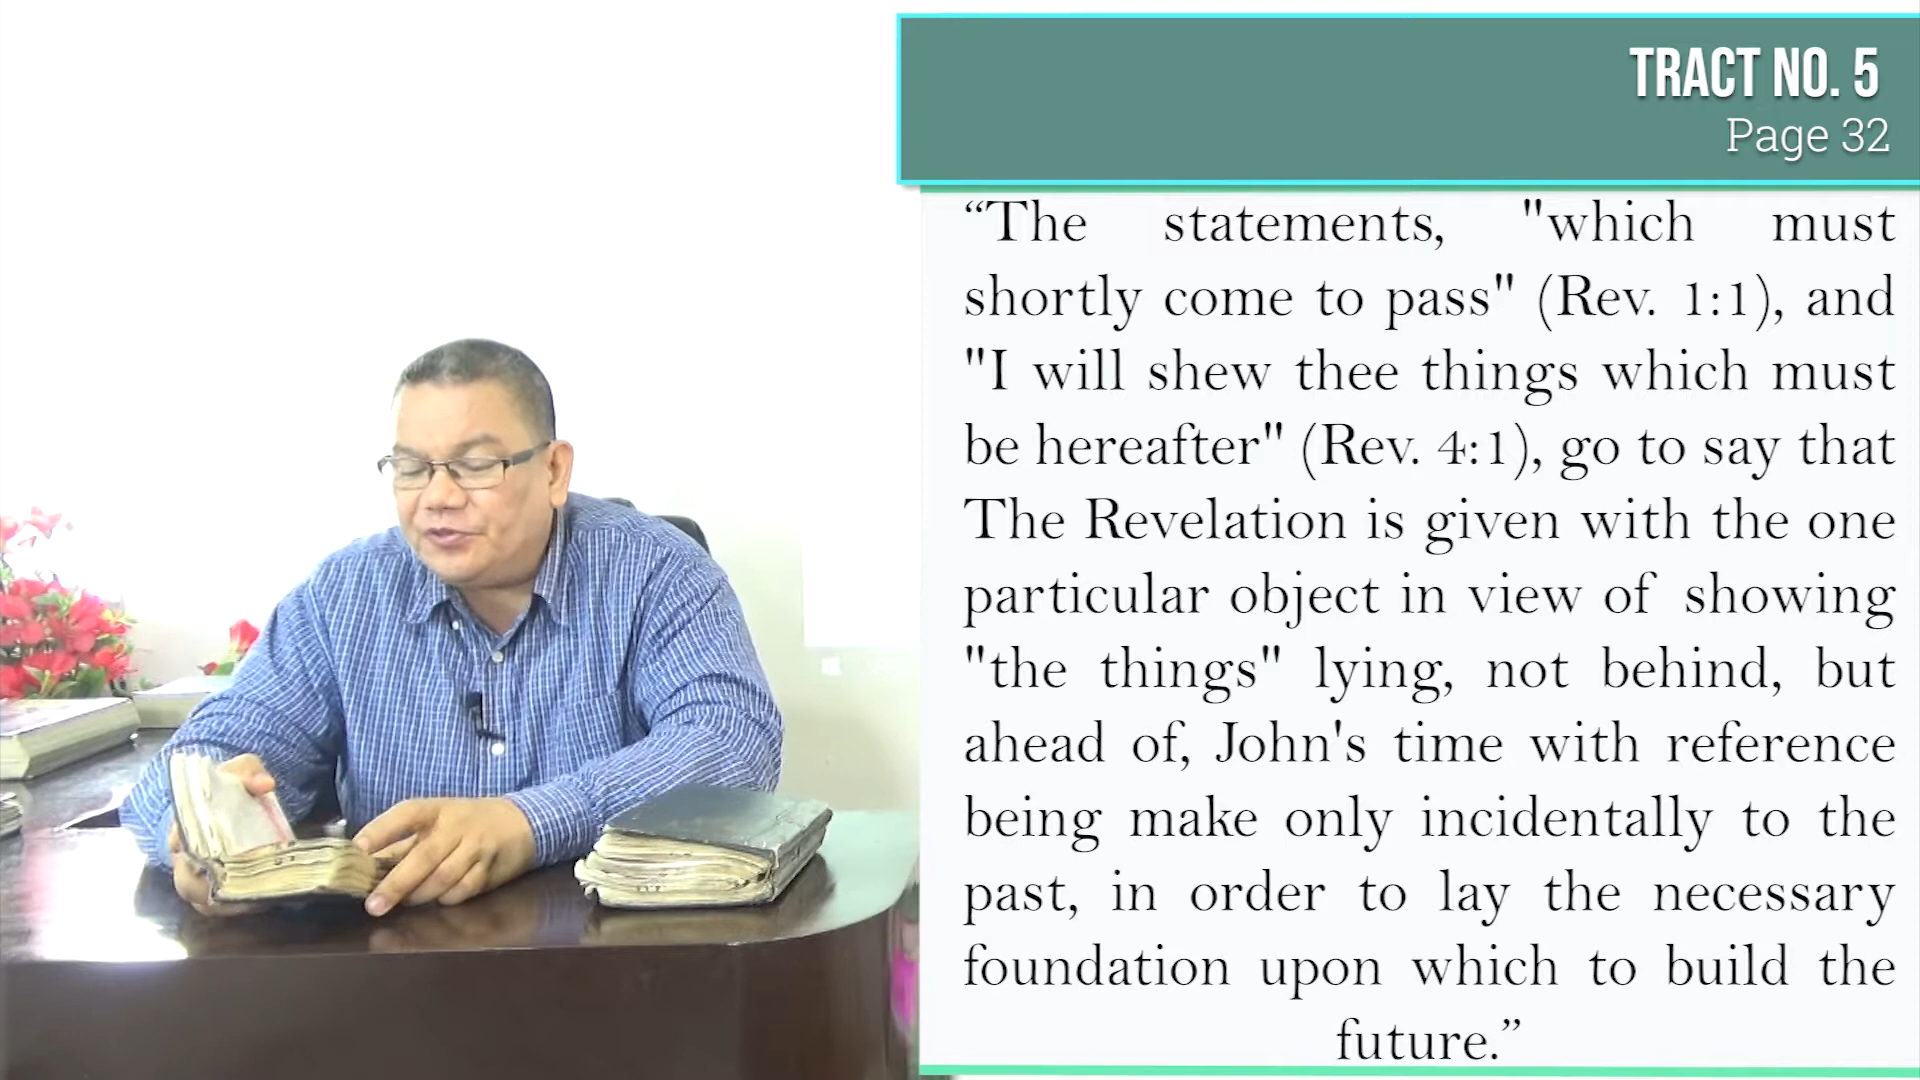 TRACT NO. 5
Page 32
“The statements, "which must
shortly come to pass" (Rev. 1:1), and
"I will shew thee things which must
be hereafter" (Rev. 4:1), go to say that
The Revelation is given with the one
particular object in view of showing
"the things" lying, not behind, but
ahead of, John's time with reference
being make only incidentally to the
past, in order to lay the necessary
foundation upon which to build the
future.”